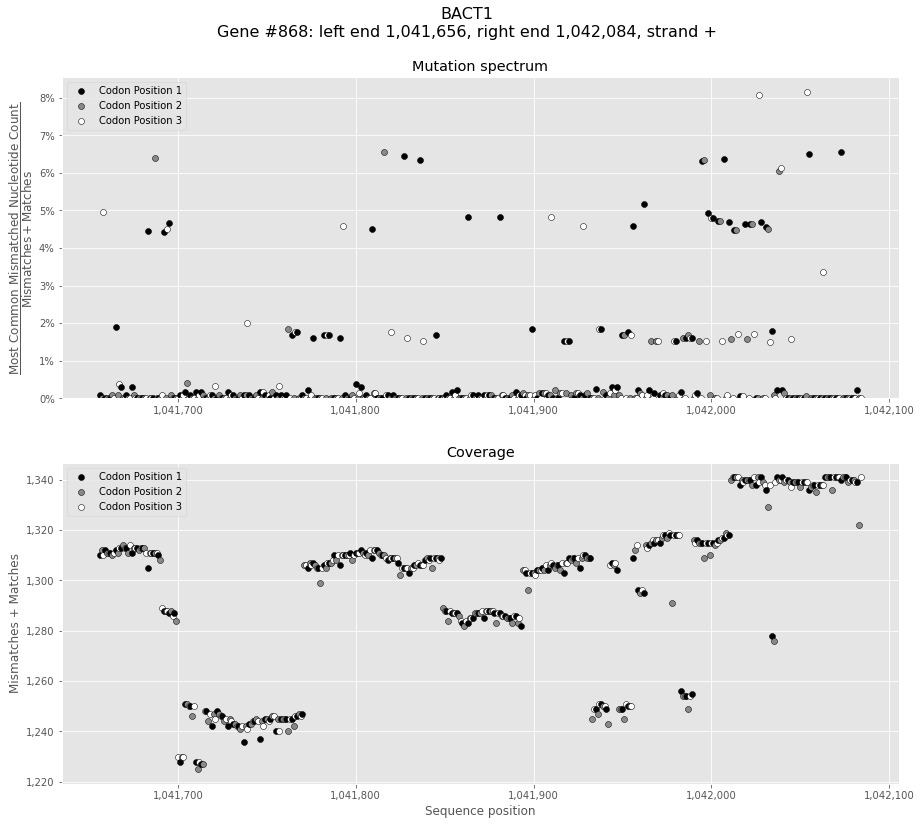 BACT1
Gene #868: left end 1,041,656, right end 1,042,084, strand +
Mutation spectrum
Codon Position 1
Codon Position 2
Codon Position 3
Most Common Mismatched Nucleotide Count
Mismatches + Matches
8%
7%
6%
5%
4%
3%
2%
1%
0%
1,041,700
1,041,800
1,041,900
1,042,000
1,042,100
Coverage
Codon Position 1
Codon Position 2
Codon Position 3
Mismatches + Matches
1,340
1,320
1,300
1,280
1,260
1,240
1,220
1,041,700
1,041,800
1,041,900
1,042,000
1,042,100
Sequence position